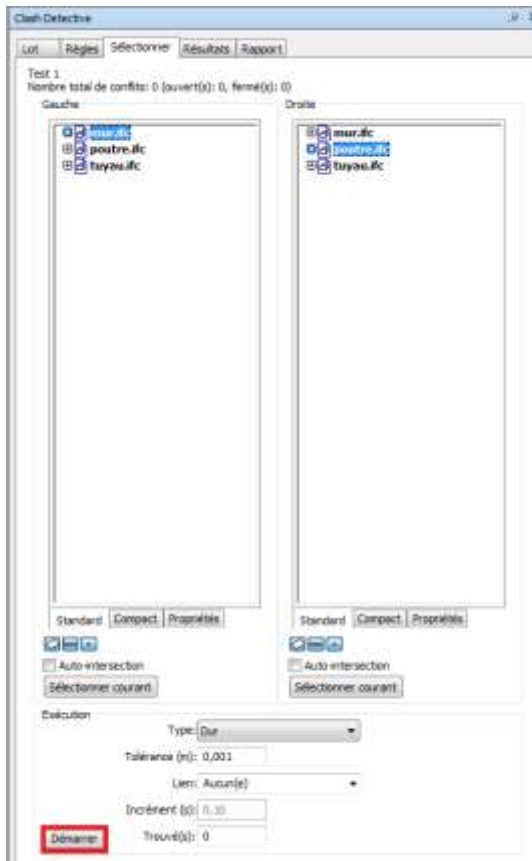 Clash Detective
Lot Règles Sélectionner Résultats Rapport
Test 1
Nombre total de conflits: 0 (ouvert(s): 0, fermé(s): 0)
Gauche
mur.ifc
poutre.ifc
tuyau.ifc
Standard Compact Propriétés
Auto-intersection
Sélectionner courant
Droite
mur.ifc
poutre.ifc
tuyau.ifc
Standard Compact Propriétés
Auto-intersection
Sélectionner courant
Exécution
Type: Dur
Tolérance (m): 0,001
Lien: Aucun(e)
Incrément (s): 0,10
Démarrer Trouvé(s): 0